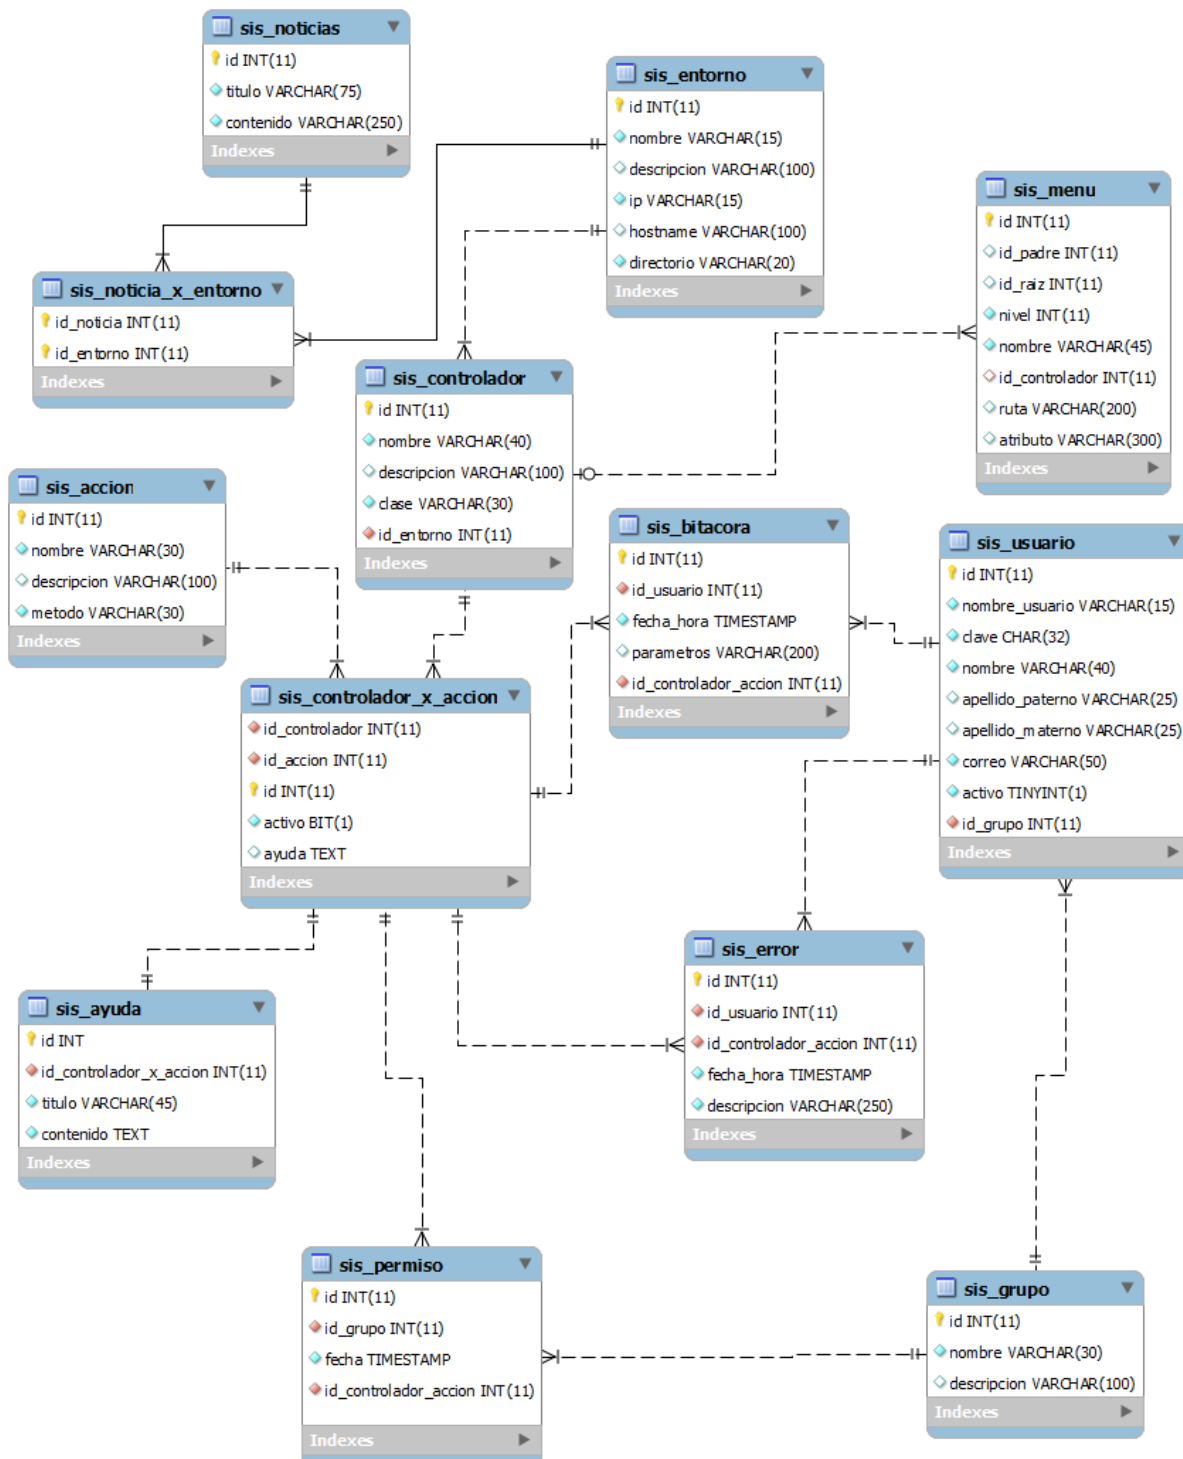 sis_noticias
id INT(11)
titulo VARCHAR(75)
contenido VARCHAR(250)
Indexes
sis_entorno
id INT(11)
nombre VARCHAR(15)
descripcion VARCHAR(100)
ip VARCHAR(15)
hostname VARCHAR(100)
directorio VARCHAR(20)
Indexes
sis_menu
id INT(11)
id_padre INT(11)
id_raiz INT(11)
nivel INT(11)
nombre VARCHAR(45)
id_controlador INT(11)
ruta VARCHAR(200)
atributo VARCHAR(300)
Indexes
sis_noticia_x_entorno
id_noticia INT(11)
id_entorno INT(11)
Indexes
sis_controlador
id INT(11)
nombre VARCHAR(40)
descripcion VARCHAR(100)
clase VARCHAR(30)
id_entorno INT(11)
Indexes
sis_accion
id INT(11)
nombre VARCHAR(30)
descripcion VARCHAR(100)
metodo VARCHAR(30)
Indexes
sis_bitacora
id INT(11)
id_usuario INT(11)
fecha_hora TIMESTAMP
parametros VARCHAR(200)
id_controlador_accion INT(11)
Indexes
sis_usuario
id INT(11)
nombre_usuario VARCHAR(15)
clave CHAR(32)
nombre VARCHAR(40)
apellido_paterno VARCHAR(25)
apellido_materno VARCHAR(25)
correo VARCHAR(50)
activo TINYINT(1)
id_grupo INT(11)
Indexes
sis_controlador_x_accion
id_controlador INT(11)
id_accion INT(11)
id INT(11)
activo BIT(1)
ayuda TEXT
Indexes
sis_error
id INT(11)
id_usuario INT(11)
id_controlador_accion INT(11)
fecha_hora TIMESTAMP
descripcion VARCHAR(250)
Indexes
sis_ayuda
id INT
id_controlador_x_accion INT(11)
titulo VARCHAR(45)
contenido TEXT
Indexes
sis_permiso
id INT(11)
id_grupo INT(11)
fecha TIMESTAMP
id_controlador_accion INT(11)
Indexes
sis_grupo
id INT(11)
nombre VARCHAR(30)
descripcion VARCHAR(100)
Indexes